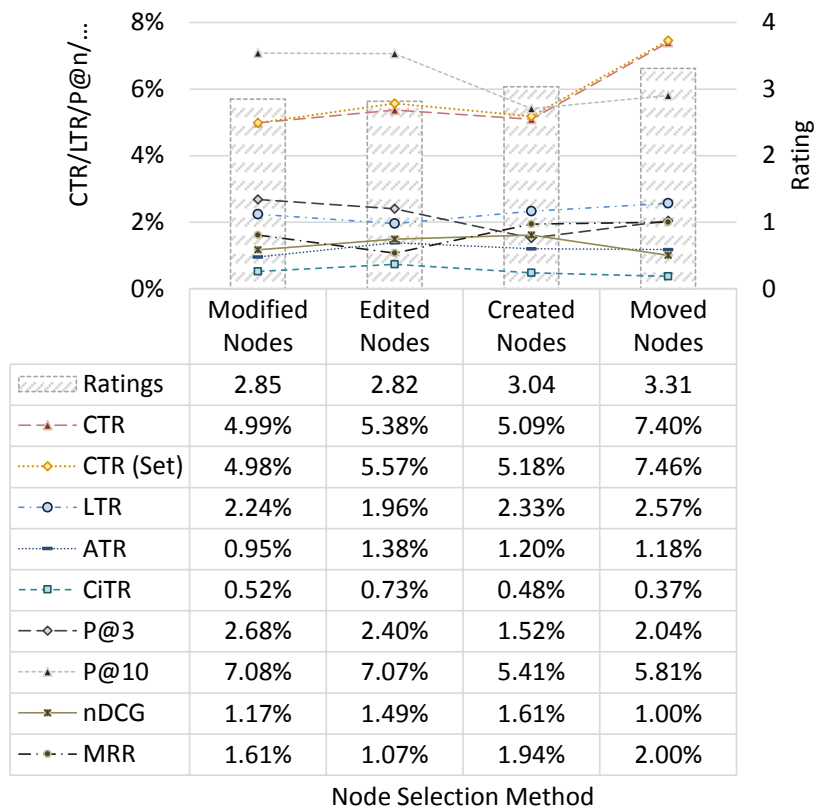 8%
6%
4%
2%
0%
CTR/LTR/P@n/...
4
3
2
1
0
Rating
Modified Nodes Edited Nodes Created Nodes Moved Nodes
Ratings 2.85 2.82 3.04 3.31
CTR 4.99% 5.38% 5.09% 7.40%
CTR (Set) 4.98% 5.57% 5.18% 7.46%
LTR 2.24% 1.96% 2.33% 2.57%
ATR 0.95% 1.38% 1.20% 1.18%
CiTR 0.52% 0.73% 0.48% 0.37%
P@3 2.68% 2.40% 1.52% 2.04%
P@10 7.08% 7.07% 5.41% 5.81%
nDCG 1.17% 1.49% 1.61% 1.00%
MRR 1.61% 1.07% 1.94% 2.00%
Node Selection Method